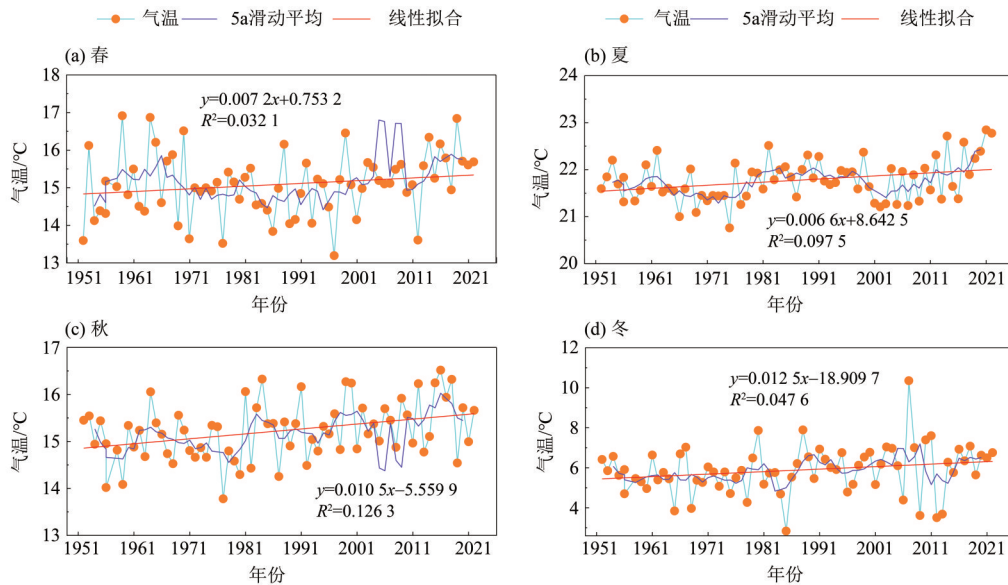 气温 5a滑动平均 线性拟合 气温 5a滑动平均 线性拟合
(a) 春
18
17
16
15
14
13
y=0.007 2x+0.753 2
R²=0.032 1
气温/℃
1951 1961 1971 1981 1991 2001 2011 2021
年份
(b) 夏
24
23
22
21
20
y=0.006 6x+8.642 5
R²=0.097 5
气温/℃
1951 1961 1971 1981 1991 2001 2011 2021
年份
(c) 秋
17
16
15
14
13
y=0.010 5x−5.559 9
R²=0.126 3
气温/℃
1951 1961 1971 1981 1991 2001 2011 2021
年份
(d) 冬
12
10
8
6
4
y=0.012 5x−18.909 7
R²=0.047 6
气温/℃
1951 1961 1971 1981 1991 2001 2011 2021
年份